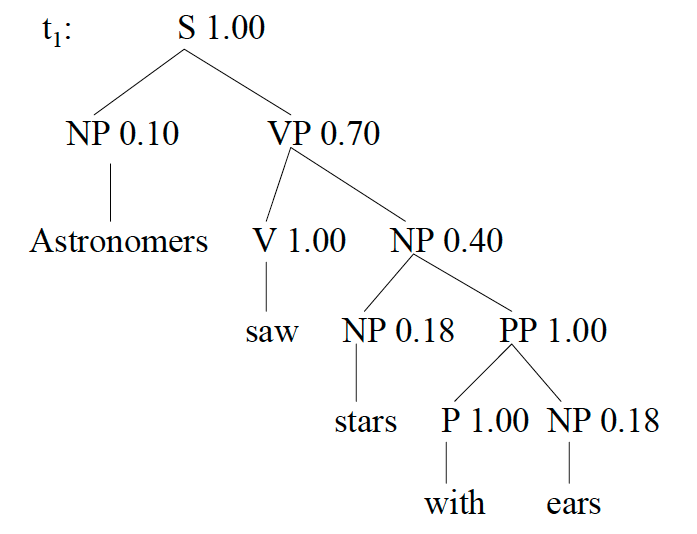 t1: S 1.00
NP 0.10 VP 0.70
Astronomers V 1.00 NP 0.40
saw NP 0.18 PP 1.00
stars P 1.00 NP 0.18
with ears